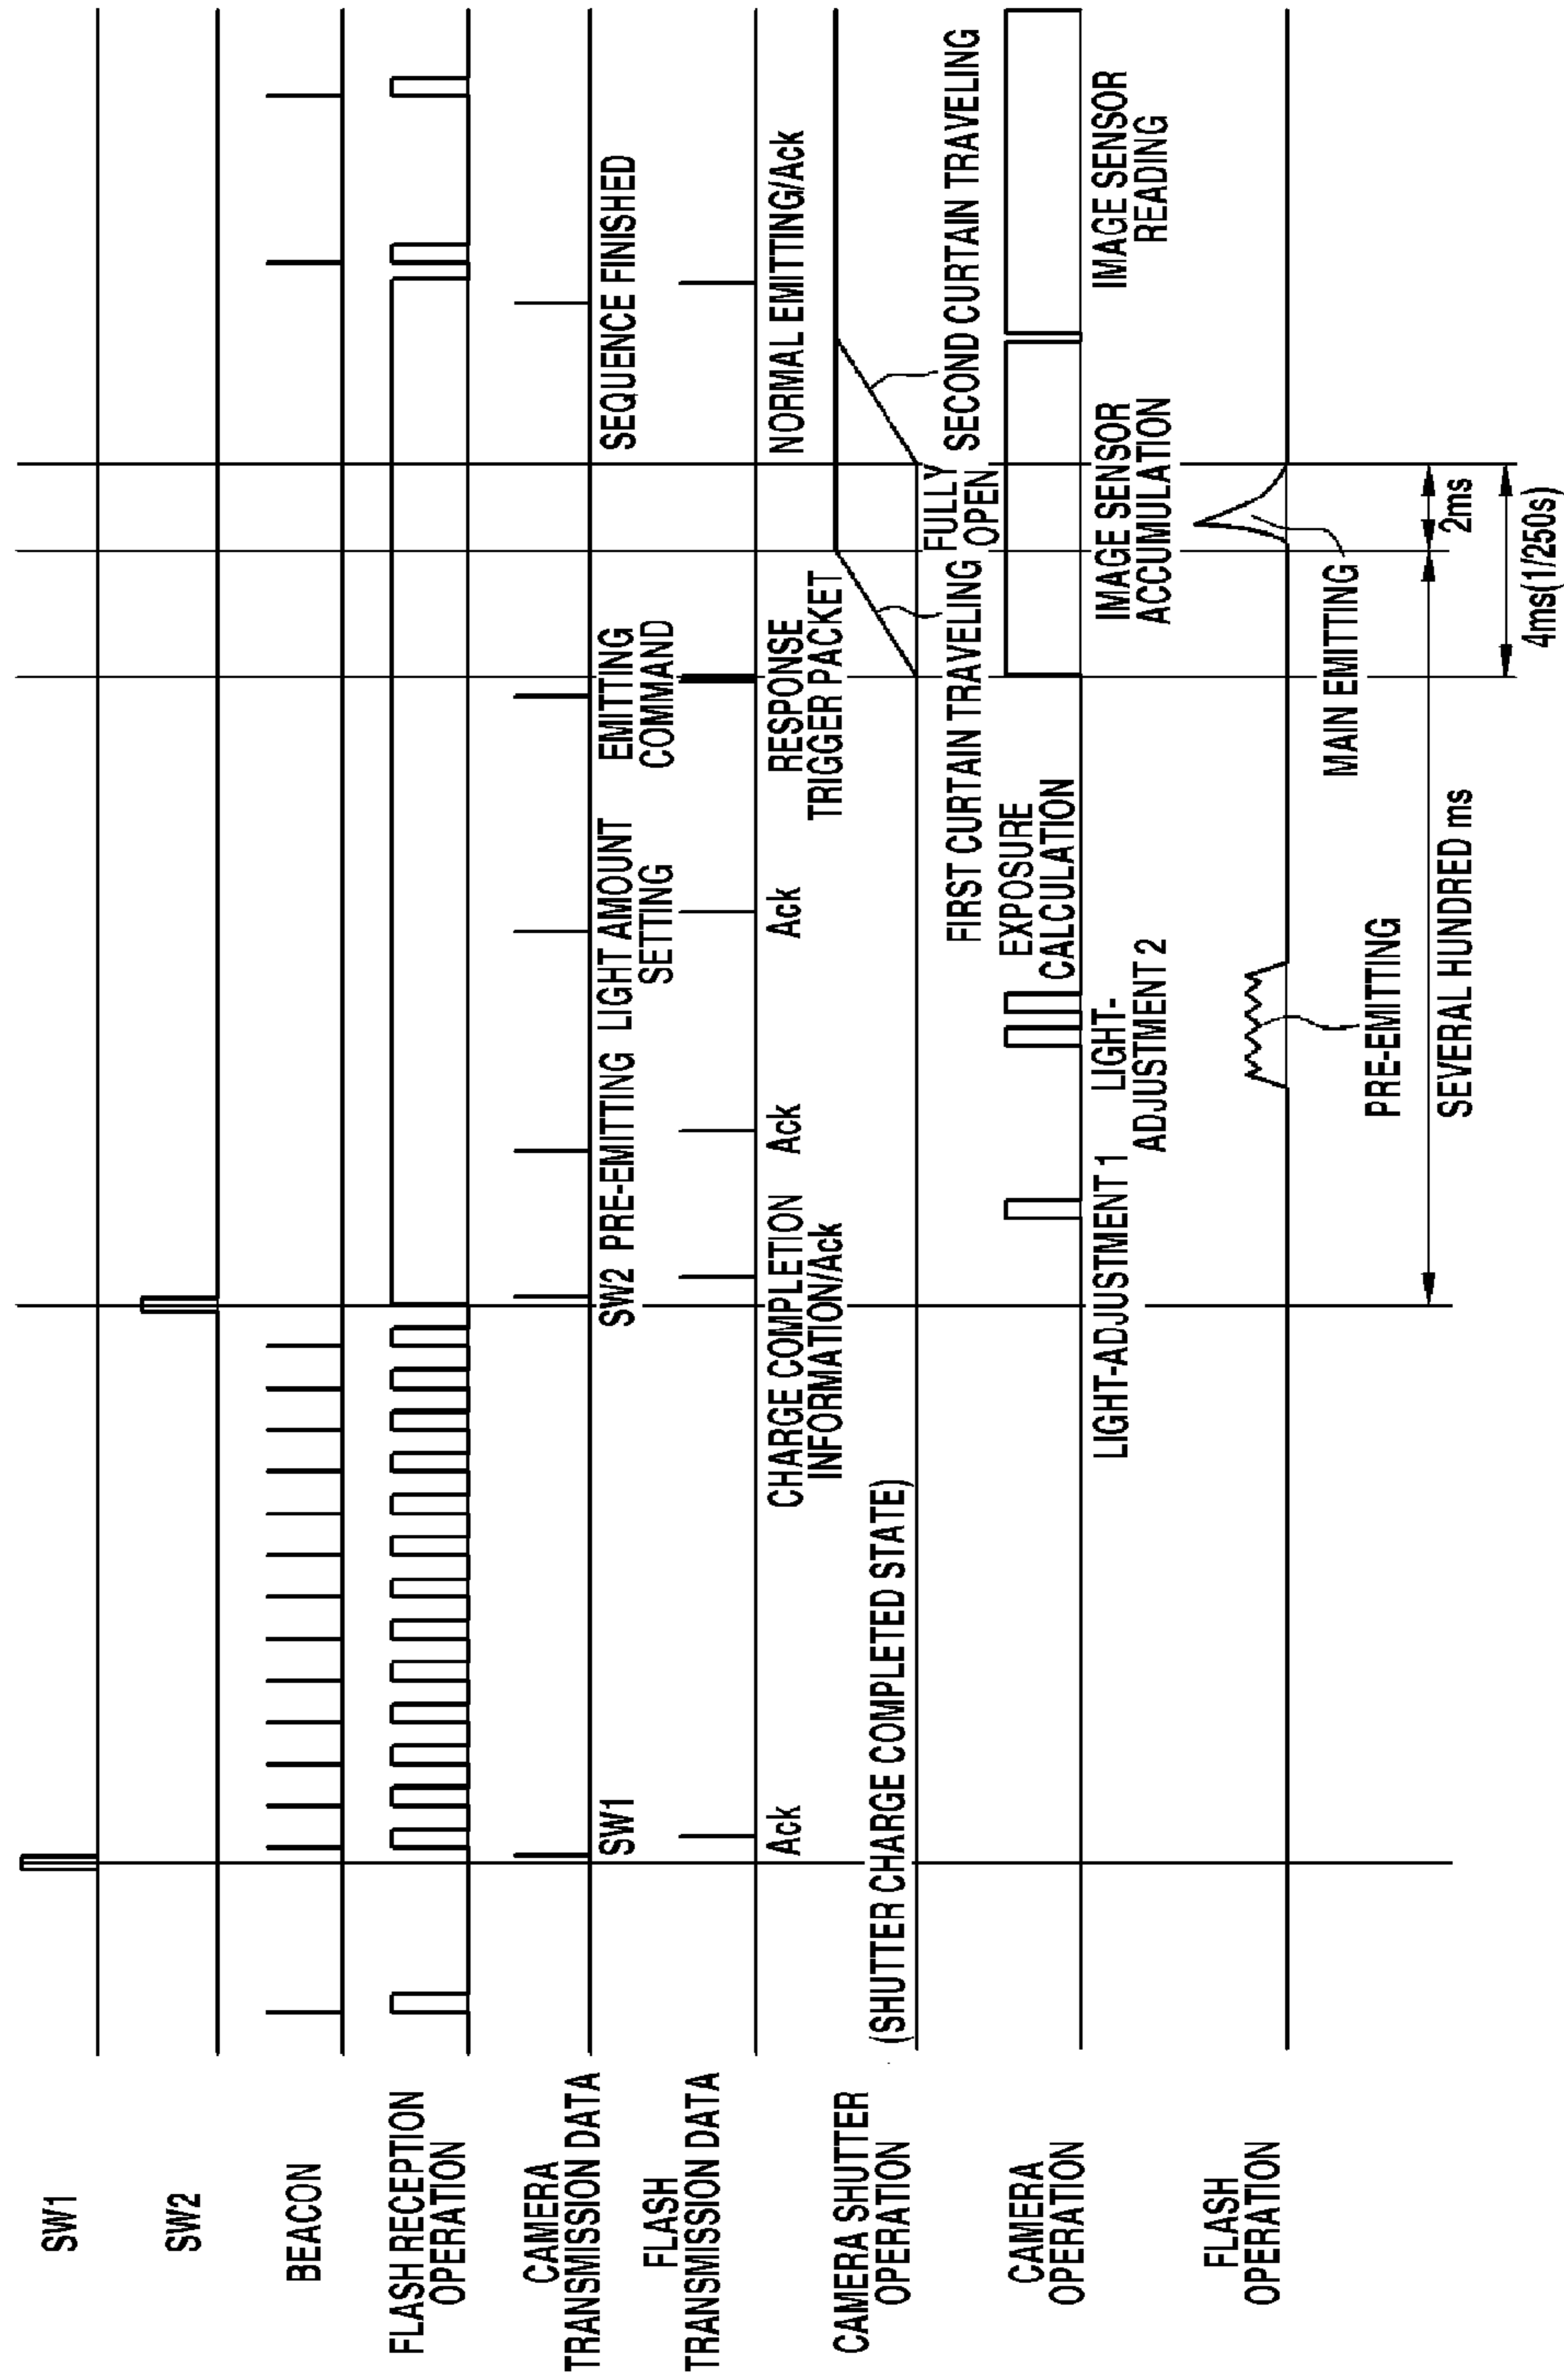 SW1
SW2
BEACON
FLASH RECEPTION
OPERATION
CAMERA
TRANSMISSION DATA
SW1
SW2
PRE-EMITTING
LIGHT AMOUNT
SETTING
EMITTING
COMMAND
SEQUENCE FINISHED
FLASH
TRANSMISSION DATA
Ack
CHARGE COMPLETION
INFORMATION/Ack
Ack
Ack
RESPONSE
TRIGGER PACKET
NORMAL EMITTING/Ack
CAMERA SHUTTER
OPERATION
(SHUTTER CHARGE COMPLETED STATE)
FIRST CURTAIN TRAVELING
FULLY
OPEN
SECOND CURTAIN TRAVELING
CAMERA
OPERATION
LIGHT-ADJUSTMENT 1
LIGHT-
ADJUSTMENT 2
EXPOSURE
CALCULATION
IMAGE SENSOR
ACCUMULATION
IMAGE SENSOR
READING
FLASH
OPERATION
PRE-EMITTING
MAIN EMITTING
SEVERAL HUNDRED ms
2ms
4ms(1/250s)